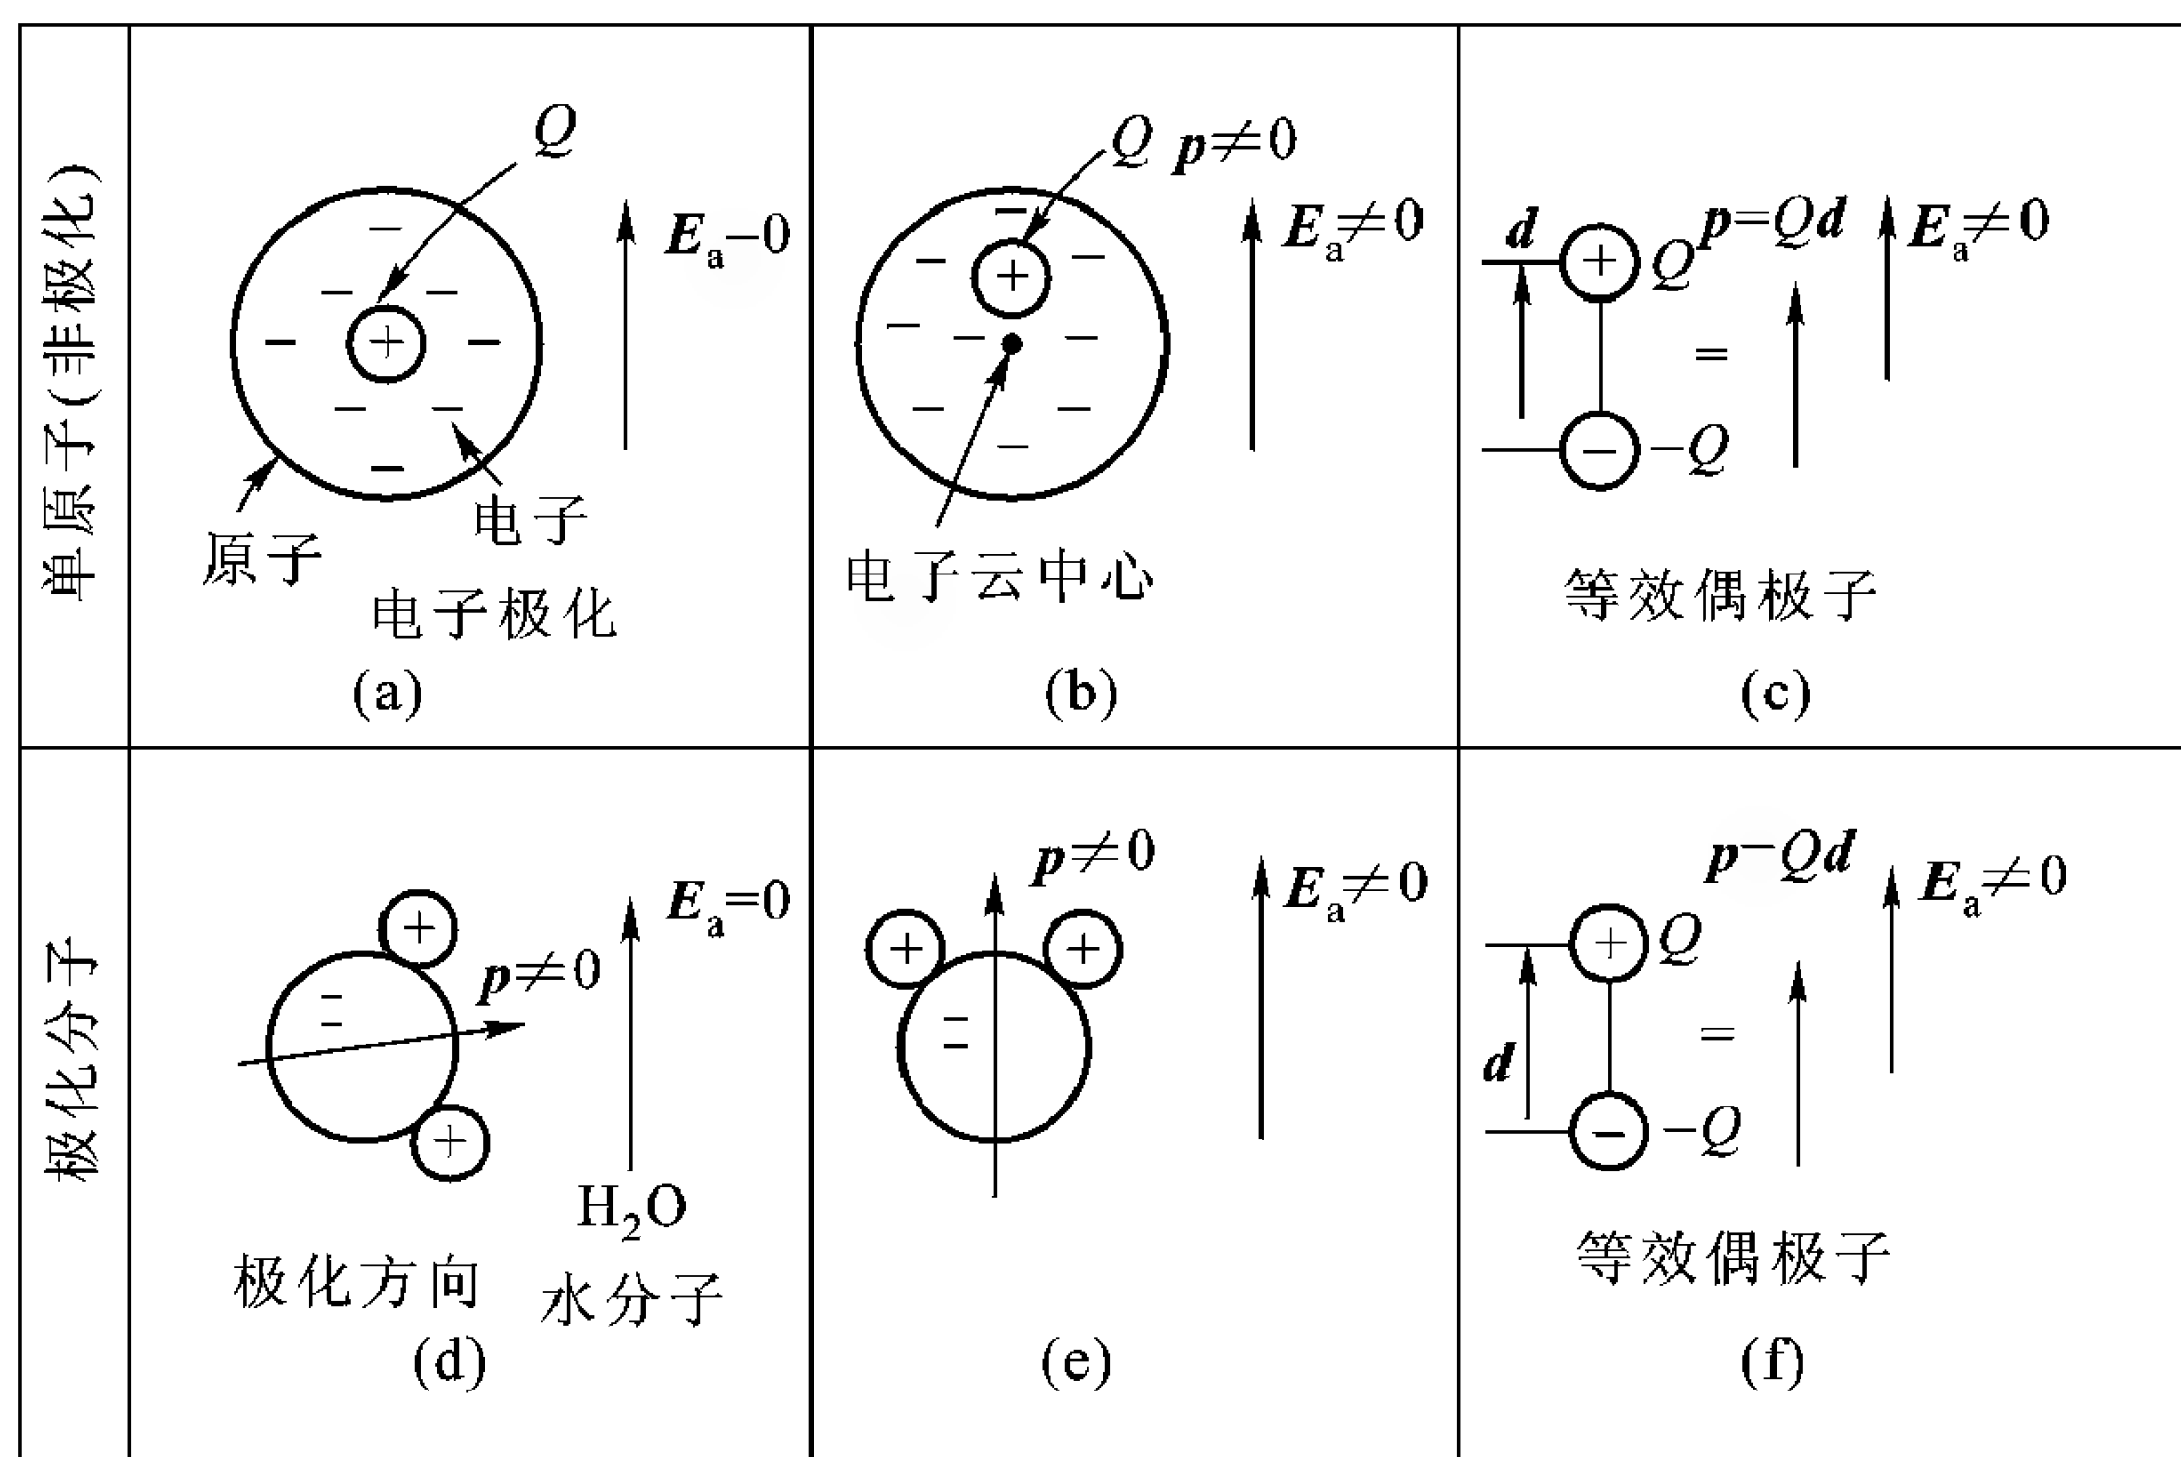 单原子(非极化)
Q
Eₐ−0
原子
电子
电子极化
(a)
Q p≠0
Eₐ≠0
电子云中心
(b)
d
Q
p=Qd
Eₐ≠0
=
−Q
等效偶极子
(c)
极化分子
Eₐ=0
p≠0
H₂O
极化方向
水分子
(d)
p≠0
Eₐ≠0
(e)
p−Qd
Eₐ≠0
Q
d
=
−Q
等效偶极子
(f)